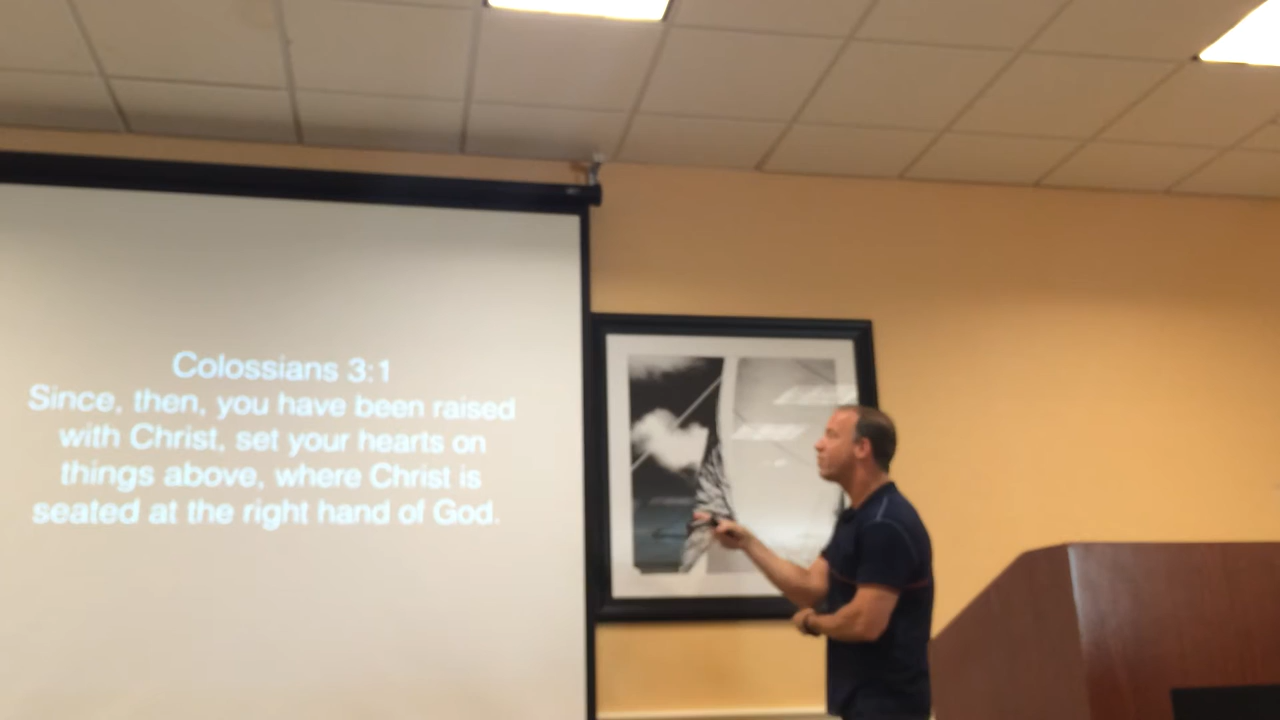 Colossians 3:1
Since, then, you have been raised
with Christ, set your hearts on
things above, where Christ is
seated at the right hand of God.